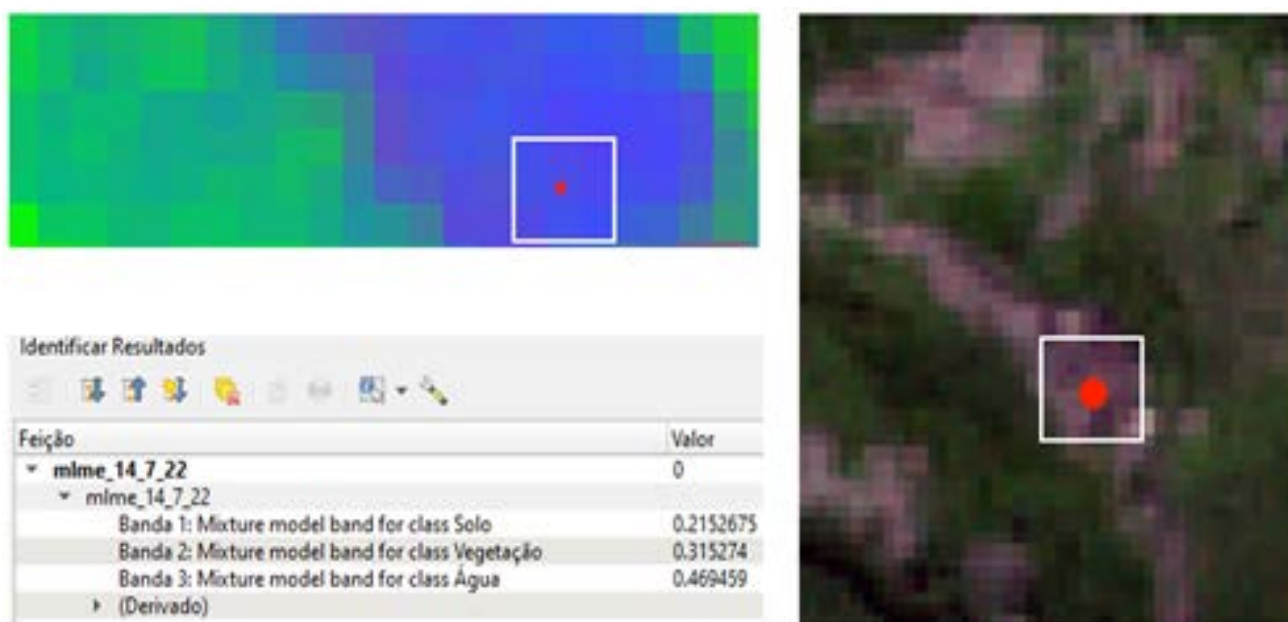 Identificar Resultados
Feição Valor
mlme_14_7_22 0
mlme_14_7_22
Banda 1: Mixture model band for class Solo 0.2152675
Banda 2: Mixture model band for class Vegetação 0.315274
Banda 3: Mixture model band for class Água 0.469459
(Derivado)